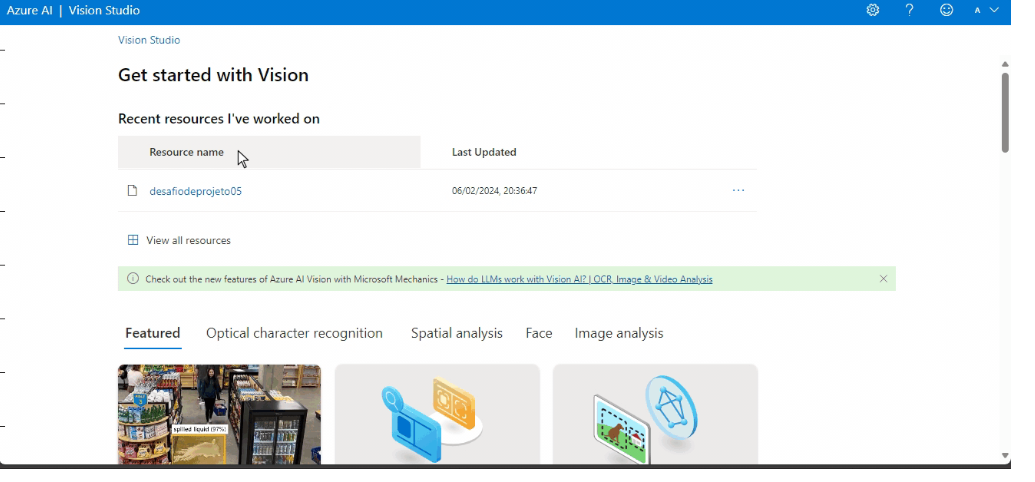 Azure AI | Vision Studio
A
Vision Studio
Get started with Vision
Recent resources I've worked on
Resource name Last Updated
desafiodeprojeto05 06/02/2024, 20:36:47
View all resources
Check out the new features of Azure AI Vision with Microsoft Mechanics - How do LLMs work with Vision AI? | OCR, Image & Video Analysis
Featured Optical character recognition Spatial analysis Face Image analysis
spilled liquid (97%)